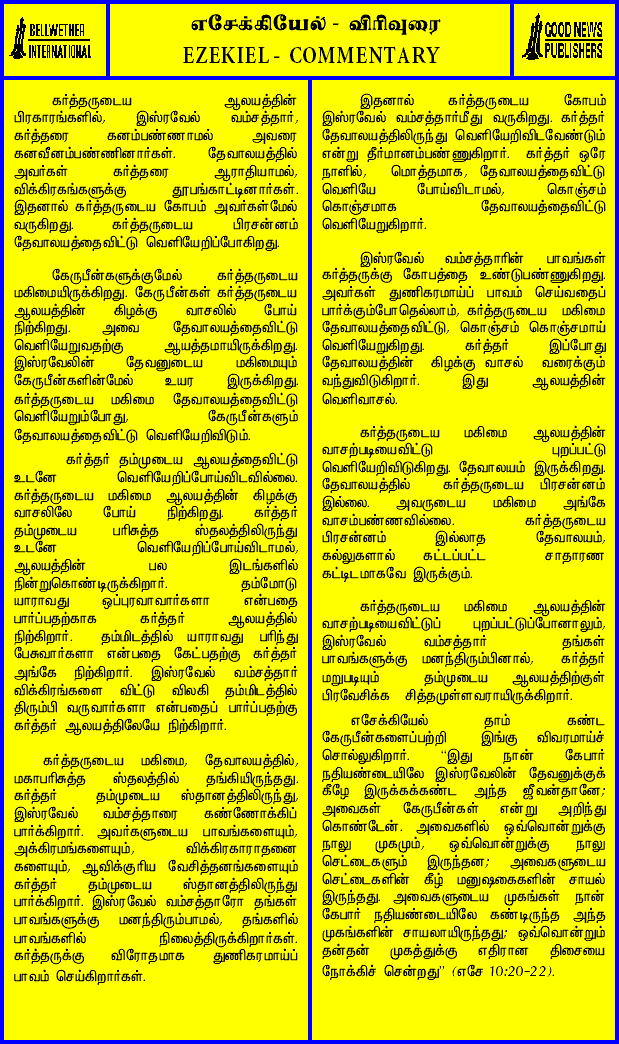 BELLWETHER
INTERNATIONAL
எசேக்கியேல் - விரிவுரை
EZEKIEL - COMMENTARY
GOOD NEWS
PUBLISHERS
கர்த்தருடைய ஆலயத்தின்
பிரகாரங்களில், இஸ்ரவேல் வம்சத்தார்,
கர்த்தரை கனம்பண்ணாமல் அவரை
கனவீனம்பண்ணினார்கள். தேவாலயத்தில்
அவர்கள் கர்த்தரை ஆராதியாமல்,
விக்கிரகங்களுக்கு தூபங்காட்டினார்கள்.
இதனால் கர்த்தருடைய கோபம் அவர்கள்மேல்
வருகிறது. கர்த்தருடைய பிரசன்னம்
தேவாலயத்தைவிட்டு வெளியேறிப்போகிறது.
கேருபீன்களுக்குமேல் கர்த்தருடைய
மகிமையிருக்கிறது. கேருபீன்கள் கர்த்தருடைய
ஆலயத்தின் கிழக்கு வாசலில் போய்
நிற்கிறது. அவை தேவாலயத்தைவிட்டு
வெளியேறுவதற்கு ஆயத்தமாயிருக்கிறது.
இஸ்ரவேலின் தேவனுடைய மகிமையும்
கேருபீன்களின்மேல் உயர இருக்கிறது.
கர்த்தருடைய மகிமை தேவாலயத்தைவிட்டு
வெளியேறும்போது, கேருபீன்களும்
தேவாலயத்தைவிட்டு வெளியேறிவிடும்.
கர்த்தர் தம்முடைய ஆலயத்தைவிட்டு
உடனே வெளியேறிப்போய்விடவில்லை.
கர்த்தருடைய மகிமை ஆலயத்தின் கிழக்கு
வாசலிலே போய் நிற்கிறது. கர்த்தர்
தம்முடைய பரிசுத்த ஸ்தலத்திலிருந்து
உடனே வெளியேறிப்போய்விடாமல்,
ஆலயத்தின் பல இடங்களில்
நின்றுகொண்டிருக்கிறார். தம்மோடு
யாராவது ஒப்புரவாவார்களா என்பதை
பார்ப்பதற்காக கர்த்தர் ஆலயத்தில்
நிற்கிறார். தம்மிடத்தில் யாராவது பரிந்து
பேசுவார்களா என்பதை கேட்பதற்கு கர்த்தர்
அங்கே நிற்கிறார். இஸ்ரவேல் வம்சத்தார்
விக்கிரங்களை விட்டு விலகி தம்மிடத்தில்
திரும்பி வருவார்களா என்பதைப் பார்ப்பதற்கு
கர்த்தர் ஆலயத்திலேயே நிற்கிறார்.
கர்த்தருடைய மகிமை, தேவாலயத்தில்,
மகாபரிசுத்த ஸ்தலத்தில் தங்கியிருந்தது.
கர்த்தர் தம்முடைய ஸ்தானத்திலிருந்து,
இஸ்ரவேல் வம்சத்தாரை கண்ணோக்கிப்
பார்க்கிறார். அவர்களுடைய பாவங்களையும்,
அக்கிரமங்களையும், விக்கிரகாராதனை
களையும், ஆவிக்குரிய வேசித்தனங்களையும்
கர்த்தர் தம்முடைய ஸ்தானத்திலிருந்து
பார்க்கிறார். இஸ்ரவேல் வம்சத்தாரோ தங்கள்
பாவங்களுக்கு மனந்திரும்பாமல், தங்களில்
பாவங்களில் நிலைத்திருக்கிறார்கள்.
கர்த்தருக்கு விரோதமாக துணிகரமாய்ப்
பாவம் செய்கிறார்கள்.
இதனால் கர்த்தருடைய கோபம்
இஸ்ரவேல் வம்சத்தார்மீது வருகிறது. கர்த்தர்
தேவாலயத்திலிருந்து வெளியேறிவிடவேண்டும்
என்று தீர்மானம்பண்ணுகிறார். கர்த்தர் ஒரே
நாளில், மொத்தமாக, தேவாலயத்தைவிட்டு
வெளியே போய்விடாமல், கொஞ்சம்
கொஞ்சமாக தேவாலயத்தைவிட்டு
வெளியேறுகிறார்.
இஸ்ரவேல் வம்சத்தாரின் பாவங்கள்
கர்த்தருக்கு கோபத்தை உண்டுபண்ணுகிறது.
அவர்கள் துணிகரமாய்ப் பாவம் செய்வதைப்
பார்க்கும்போதெல்லாம், கர்த்தருடைய மகிமை
தேவாலயத்தைவிட்டு, கொஞ்சம் கொஞ்சமாய்
வெளியேறுகிறது. கர்த்தர் இப்போது
தேவாலயத்தின் கிழக்கு வாசல் வரைக்கும்
வந்துவிடுகிறார். இது ஆலயத்தின்
வெளிவாசல்.
கர்த்தருடைய மகிமை ஆலயத்தின்
வாசற்படியைவிட்டு புறப்பட்டு
வெளியேறிவிடுகிறது. தேவாலயம் இருக்கிறது.
தேவாலயத்தில் கர்த்தருடைய பிரசன்னம்
இல்லை. அவருடைய மகிமை அங்கே
வாசம்பண்ணவில்லை. கர்த்தருடைய
பிரசன்னம் இல்லாத தேவாலயம்,
கல்லுகளால் கட்டப்பட்ட சாதாரண
கட்டிடமாகவே இருக்கும்.
கர்த்தருடைய மகிமை ஆலயத்தின்
வாசற்படியைவிட்டுப் புறப்பட்டுப்போனாலும்,
இஸ்ரவேல் வம்சத்தார் தங்கள்
பாவங்களுக்கு மனந்திரும்பினால், கர்த்தர்
மறுபடியும் தம்முடைய ஆலயத்திற்குள்
பிரவேசிக்க சித்தமுள்ளவராயிருக்கிறார்.
எசேக்கியேல் தாம் கண்ட
கேருபீன்களைப்பற்றி இங்கு விவரமாய்ச்
சொல்லுகிறார். “இது நான் கேபார்
நதியண்டையிலே இஸ்ரவேலின் தேவனுக்குக்
கீழே இருக்கக்கண்ட அந்த ஜீவன்தானே;
அவைகள் கேருபீன்கள் என்று அறிந்து
கொண்டேன். அவைகளில் ஒவ்வொன்றுக்கு
நாலு முகமும், ஒவ்வொன்றுக்கு நாலு
செட்டைகளும் இருந்தன; அவைகளுடைய
செட்டைகளின் கீழ் மனுஷகைகளின் சாயல்
இருந்தது. அவைகளுடைய முகங்கள் நான்
கேபார் நதியண்டையிலே கண்டிருந்த அந்த
முகங்களின் சாயலாயிருந்தது; ஒவ்வொன்றும்
தன்தன் முகத்துக்கு எதிரான திசையை
நோக்கிச் சென்றது” (எசே 10:20-22).